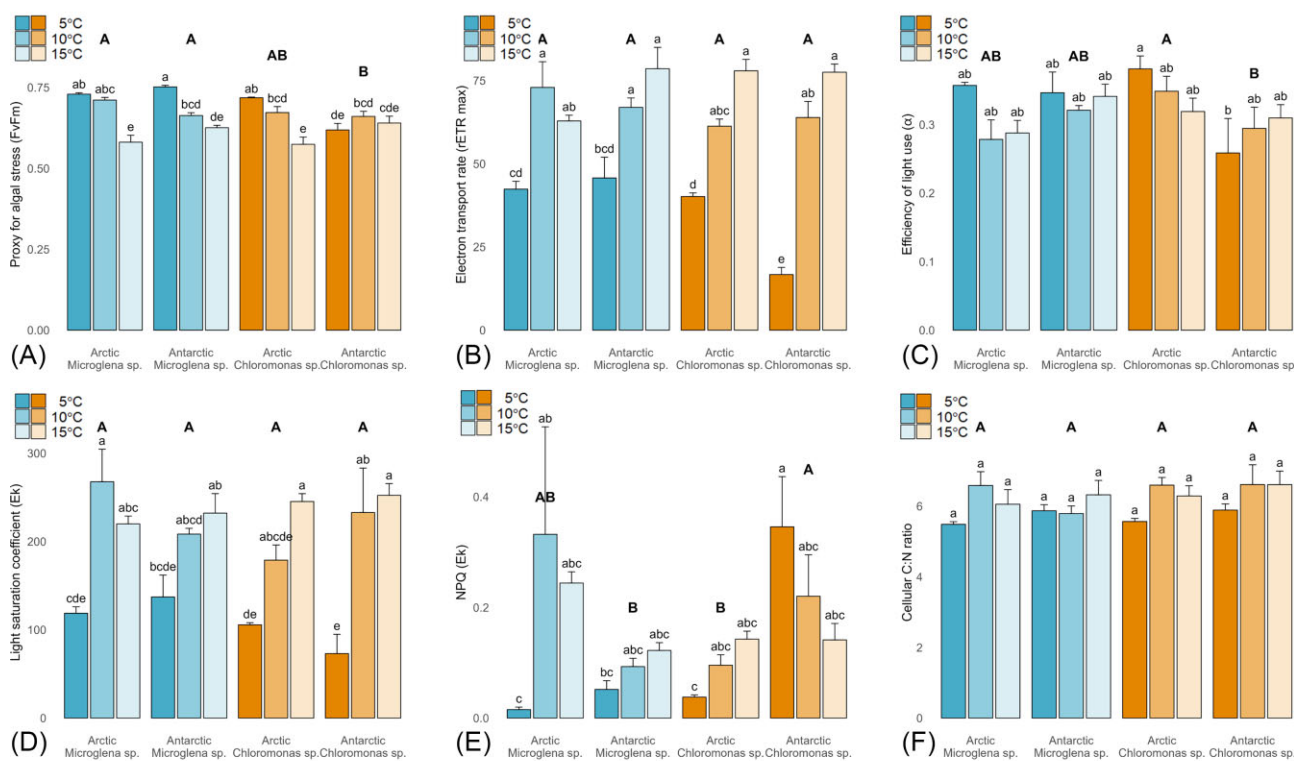 5°C
10°C
15°C
A
A
AB
B
Proxy for algal stress (FvFm)
0.75
0.50
0.25
0.00
ab
abc
e
a
bcd
de
ab
bcd
e
de
bcd
cde
(A)
Arctic Microglena sp.
Antarctic Microglena sp.
Arctic Chloromonas sp.
Antarctic Chloromonas sp.
5°C
10°C
15°C
A
A
A
A
Electron transport rate (rETR max)
75
50
25
0
cd
a
ab
bcd
a
a
d
abc
a
e
ab
a
(B)
Arctic Microglena sp.
Antarctic Microglena sp.
Arctic Chloromonas sp.
Antarctic Chloromonas sp.
5°C
10°C
15°C
AB
AB
A
B
Efficiency of light use (α)
0.3
0.2
0.1
0.0
ab
ab
ab
ab
ab
ab
a
ab
ab
b
ab
ab
(C)
Arctic Microglena sp.
Antarctic Microglena sp.
Arctic Chloromonas sp.
Antarctic Chloromonas sp.
5°C
10°C
15°C
A
A
A
A
Light saturation coefficient (Ek)
300
200
100
0
cde
a
abc
bcde
abcd
ab
de
abcde
a
e
ab
a
(D)
Arctic Microglena sp.
Antarctic Microglena sp.
Arctic Chloromonas sp.
Antarctic Chloromonas sp.
5°C
10°C
15°C
AB
B
B
A
NPQ (Ek)
0.4
0.2
0.0
c
ab
abc
bc
abc
abc
c
abc
abc
a
abc
abc
(E)
Arctic Microglena sp.
Antarctic Microglena sp.
Arctic Chloromonas sp.
Antarctic Chloromonas sp.
5°C
10°C
15°C
A
A
A
A
Cellular C:N ratio
6
4
2
0
a
a
a
a
a
a
a
a
a
a
a
a
(F)
Arctic Microglena sp.
Antarctic Microglena sp.
Arctic Chloromonas sp.
Antarctic Chloromonas sp.